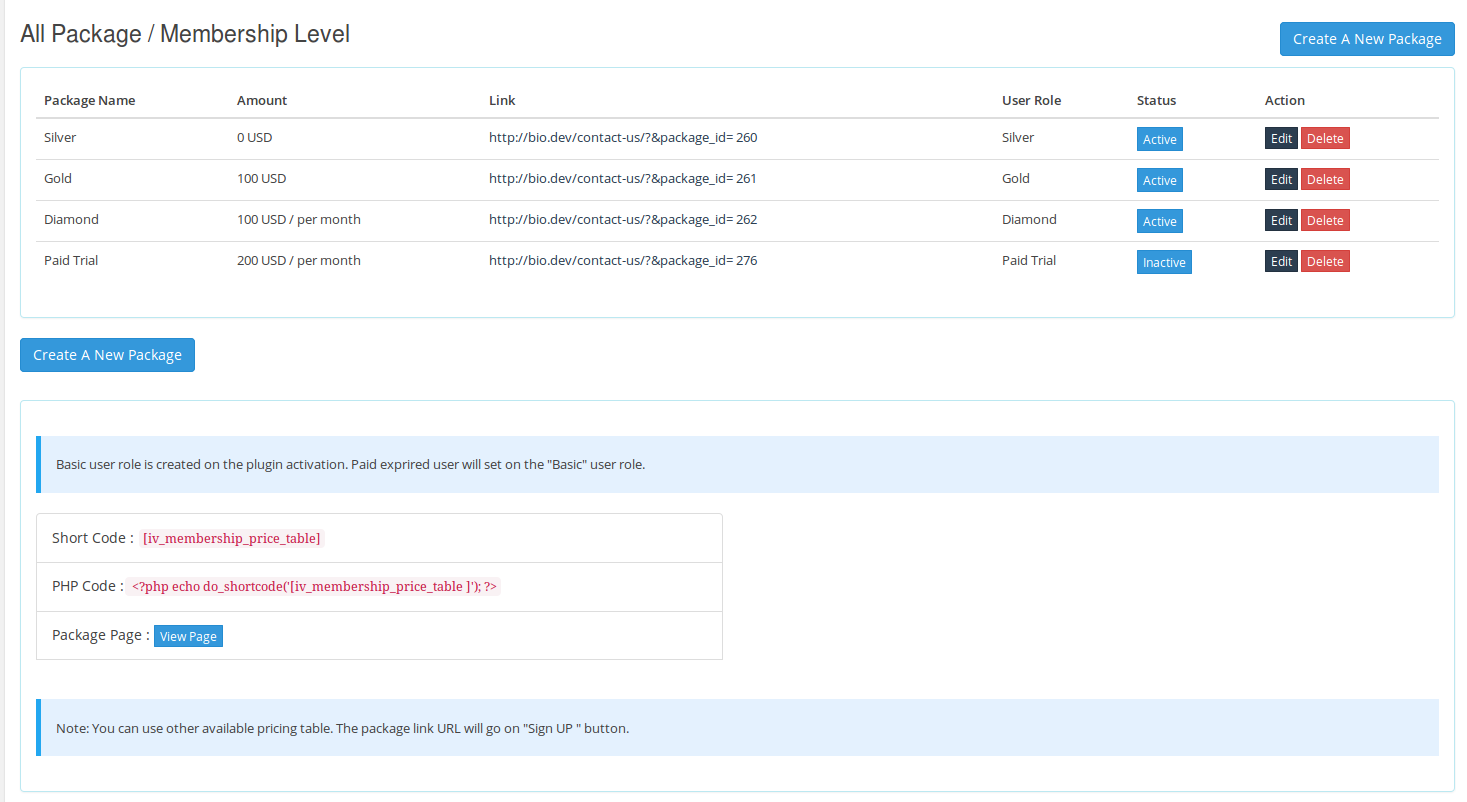 All Package / Membership Level
Create A New Package
Package Name Amount Link User Role Status Action
Silver 0 USD http://bio.dev/contact-us/?&package_id= 260 Silver Active Edit Delete
Gold 100 USD http://bio.dev/contact-us/?&package_id= 261 Gold Active Edit Delete
Diamond 100 USD / per month http://bio.dev/contact-us/?&package_id= 262 Diamond Active Edit Delete
Paid Trial 200 USD / per month http://bio.dev/contact-us/?&package_id= 276 Paid Trial Inactive Edit Delete
Create A New Package
Basic user role is created on the plugin activation. Paid exprired user will set on the "Basic" user role.
Short Code : [iv_membership_price_table]
PHP Code : <?php echo do_shortcode('[iv_membership_price_table ]'); ?>
Package Page : View Page
Note: You can use other available pricing table. The package link URL will go on "Sign UP " button.